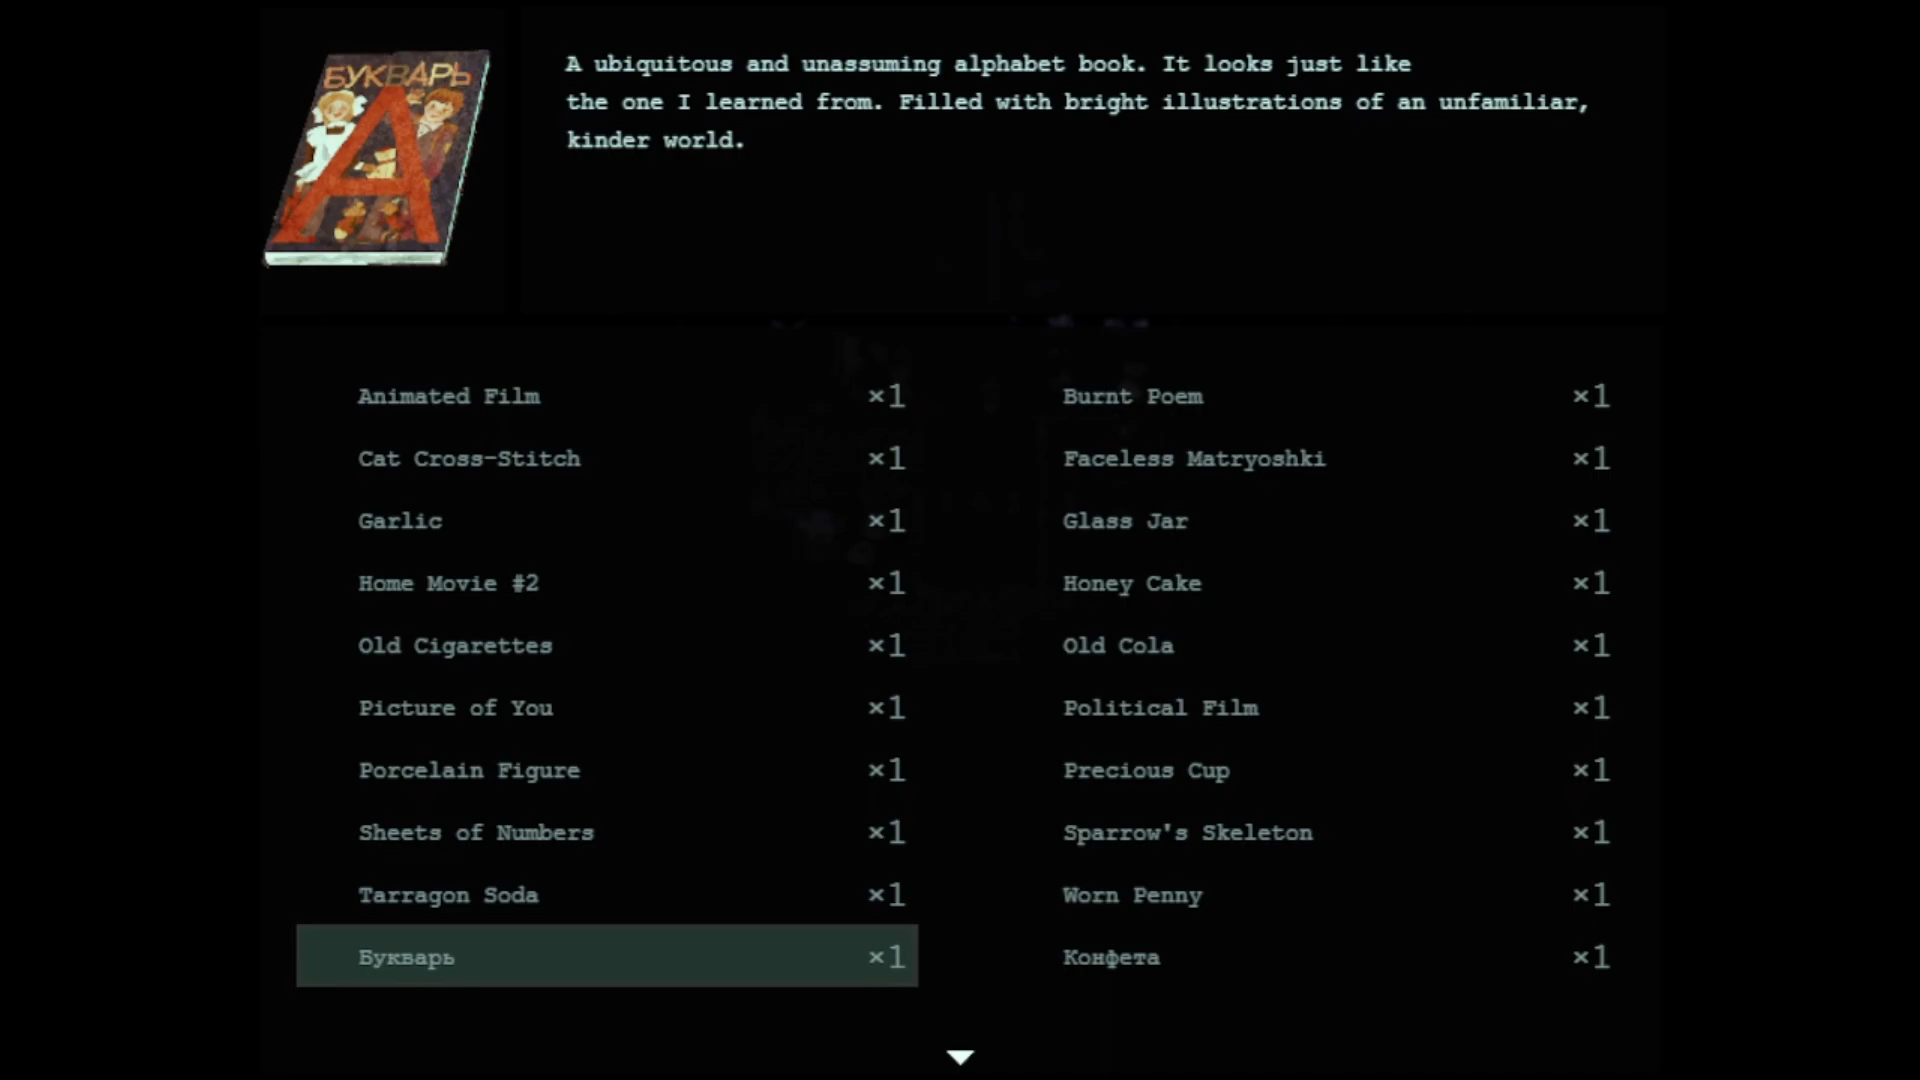 БУКВАРЬ
А
A ubiquitous and unassuming alphabet book. It looks just like
the one I learned from. Filled with bright illustrations of an unfamiliar,
kinder world.
Animated Film ×1 Burnt Poem ×1
Cat Cross-Stitch ×1 Faceless Matryoshki ×1
Garlic ×1 Glass Jar ×1
Home Movie #2 ×1 Honey Cake ×1
Old Cigarettes ×1 Old Cola ×1
Picture of You ×1 Political Film ×1
Porcelain Figure ×1 Precious Cup ×1
Sheets of Numbers ×1 Sparrow's Skeleton ×1
Tarragon Soda ×1 Worn Penny ×1
Букварь ×1 Конфета ×1